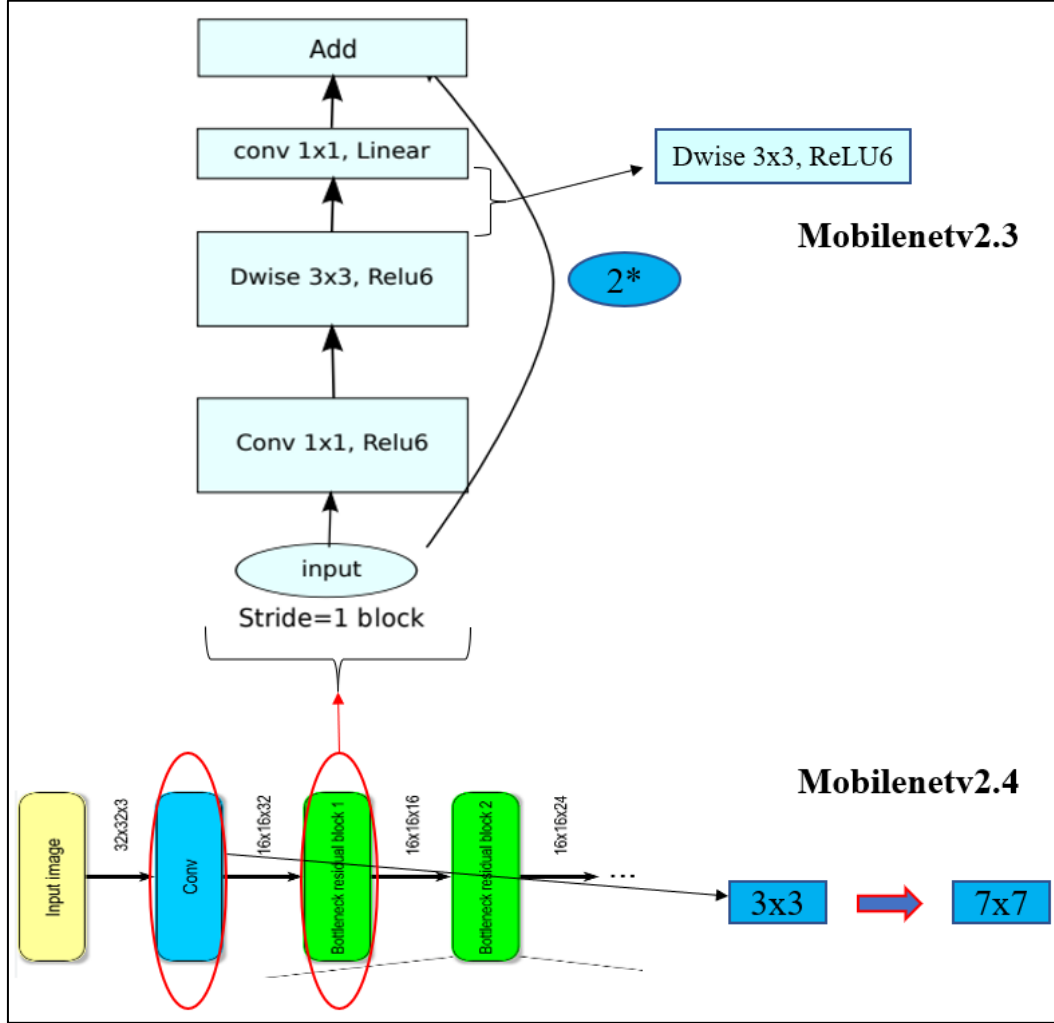 Add
conv 1x1, Linear
Dwise 3x3, ReLU6
Mobilenetv2.3
Dwise 3x3, Relu6
2*
Conv 1x1, Relu6
input
Stride=1 block
Mobilenetv2.4
Input image
32x32x3
Conv
16x16x32
Bottleneck residual block 1
16x16x16
Bottleneck residual block 2
16x16x24
...
3x3
7x7